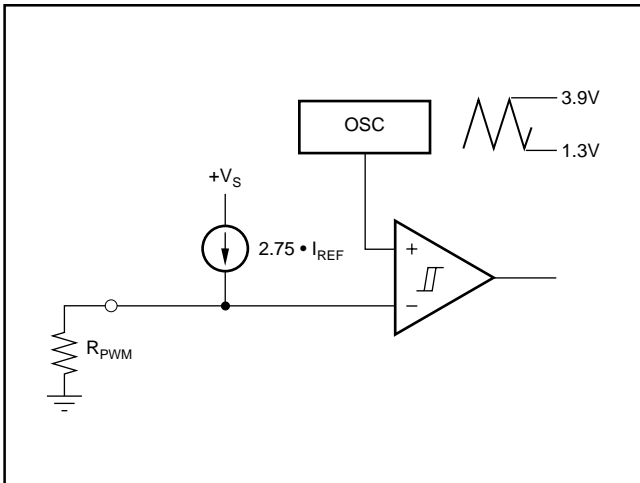 OSC
3.9V
1.3V
+VS
2.75 • IREF
+
−
RPWM